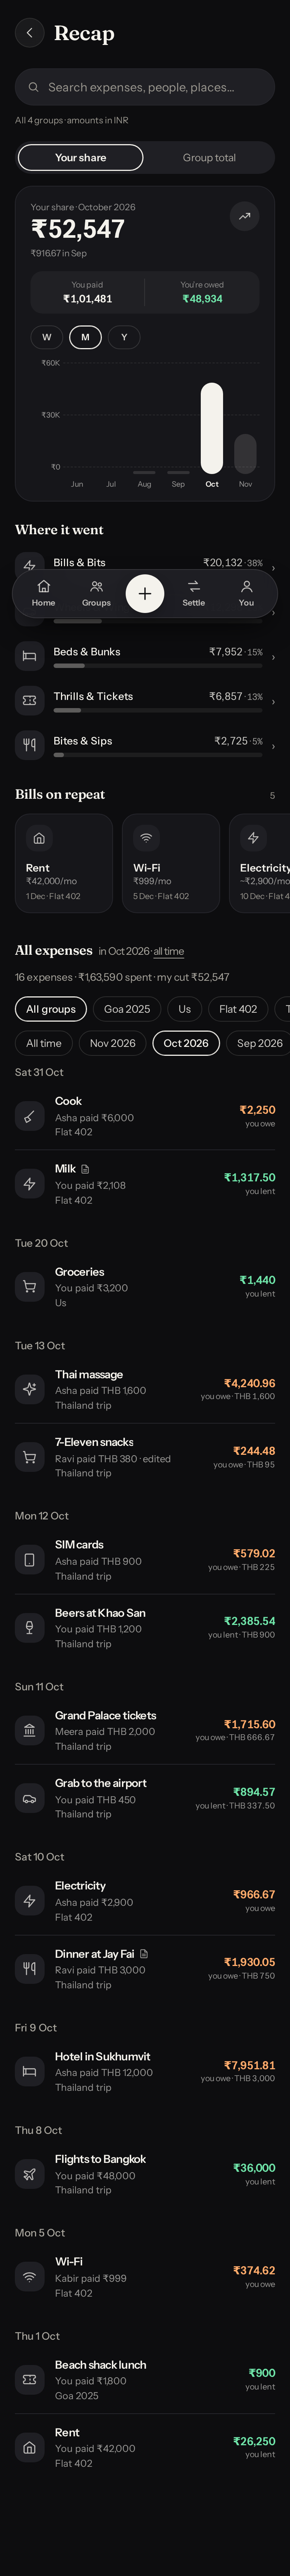 Recap
Search expenses, people, places...
All 4 groups · amounts in INR
Your share
Group total
Your share · October 2026
₹52,547
₹916.67 in Sep
You paid
₹1,01,481
You're owed
₹48,934
W
M
Y
₹60K
₹30K
₹0
Jun
Jul
Aug
Sep
Oct
Nov
Where it went
Bills & Bits
₹20,132 · 38%
Home
Groups
Settle
You
Beds & Bunks
₹7,952 · 15%
Thrills & Tickets
₹6,857 · 13%
Bites & Sips
₹2,725 · 5%
Bills on repeat
5
Rent
₹42,000/mo
1 Dec · Flat 402
Wi-Fi
₹999/mo
5 Dec · Flat 402
Electricity
~₹2,900/mo
10 Dec · Flat 4
All expenses in Oct 2026 · all time
16 expenses · ₹1,63,590 spent · my cut ₹52,547
All groups
Goa 2025
Us
Flat 402
All time
Nov 2026
Oct 2026
Sep 2026
Sat 31 Oct
Cook
Asha paid ₹6,000
Flat 402
₹2,250
you owe
Milk
You paid ₹2,108
Flat 402
₹1,317.50
you lent
Tue 20 Oct
Groceries
You paid ₹3,200
Us
₹1,440
you lent
Tue 13 Oct
Thai massage
Asha paid THB 1,600
Thailand trip
₹4,240.96
you owe · THB 1,600
7-Eleven snacks
Ravi paid THB 380 · edited
Thailand trip
₹244.48
you owe · THB 95
Mon 12 Oct
SIM cards
Asha paid THB 900
Thailand trip
₹579.02
you owe · THB 225
Beers at Khao San
You paid THB 1,200
Thailand trip
₹2,385.54
you lent · THB 900
Sun 11 Oct
Grand Palace tickets
Meera paid THB 2,000
Thailand trip
₹1,715.60
you owe · THB 666.67
Grab to the airport
You paid THB 450
Thailand trip
₹894.57
you lent · THB 337.50
Sat 10 Oct
Electricity
Asha paid ₹2,900
Flat 402
₹966.67
you owe
Dinner at Jay Fai
Ravi paid THB 3,000
Thailand trip
₹1,930.05
you owe · THB 750
Fri 9 Oct
Hotel in Sukhumvit
Asha paid THB 12,000
Thailand trip
₹7,951.81
you owe · THB 3,000
Thu 8 Oct
Flights to Bangkok
You paid ₹48,000
Thailand trip
₹36,000
you lent
Mon 5 Oct
Wi-Fi
Kabir paid ₹999
Flat 402
₹374.62
you owe
Thu 1 Oct
Beach shack lunch
You paid ₹1,800
Goa 2025
₹900
you lent
Rent
You paid ₹42,000
Flat 402
₹26,250
you lent